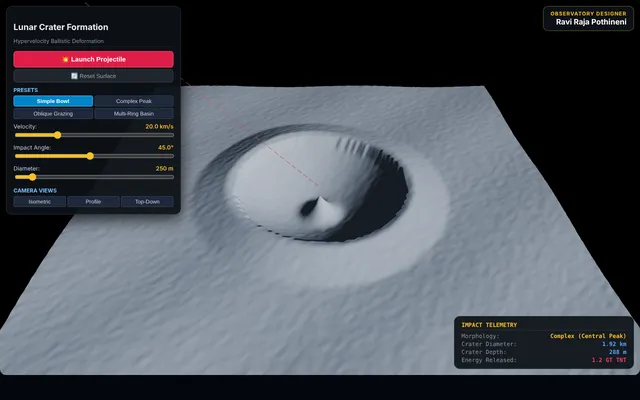 Lunar Crater Formation
Hypervelocity Ballistic Deformation
💥 Launch Projectile
🔄 Reset Surface
PRESETS
Simple Bowl
Complex Peak
Oblique Grazing
Multi-Ring Basin
Velocity: 20.0 km/s
Impact Angle: 45.0°
Diameter: 250 m
CAMERA VIEWS
Isometric
Profile
Top-Down
OBSERVATORY DESIGNER
Ravi Raja Pothineni
IMPACT TELEMETRY
Morphology: Complex (Central Peak)
Crater Diameter: 1.92 km
Crater Depth: 288 m
Energy Released: 1.2 GT TNT